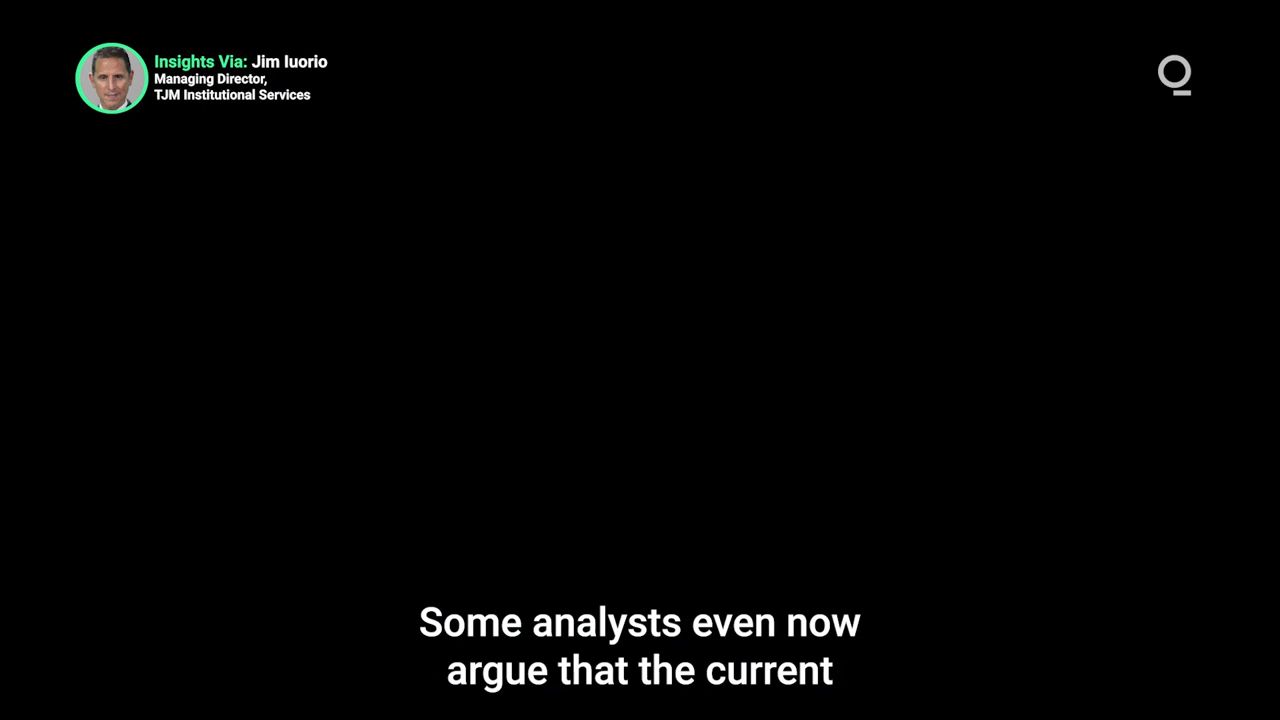 Insights Via: Jim Iuorio
Managing Director,
TJM Institutional Services
Some analysts even now
argue that the current